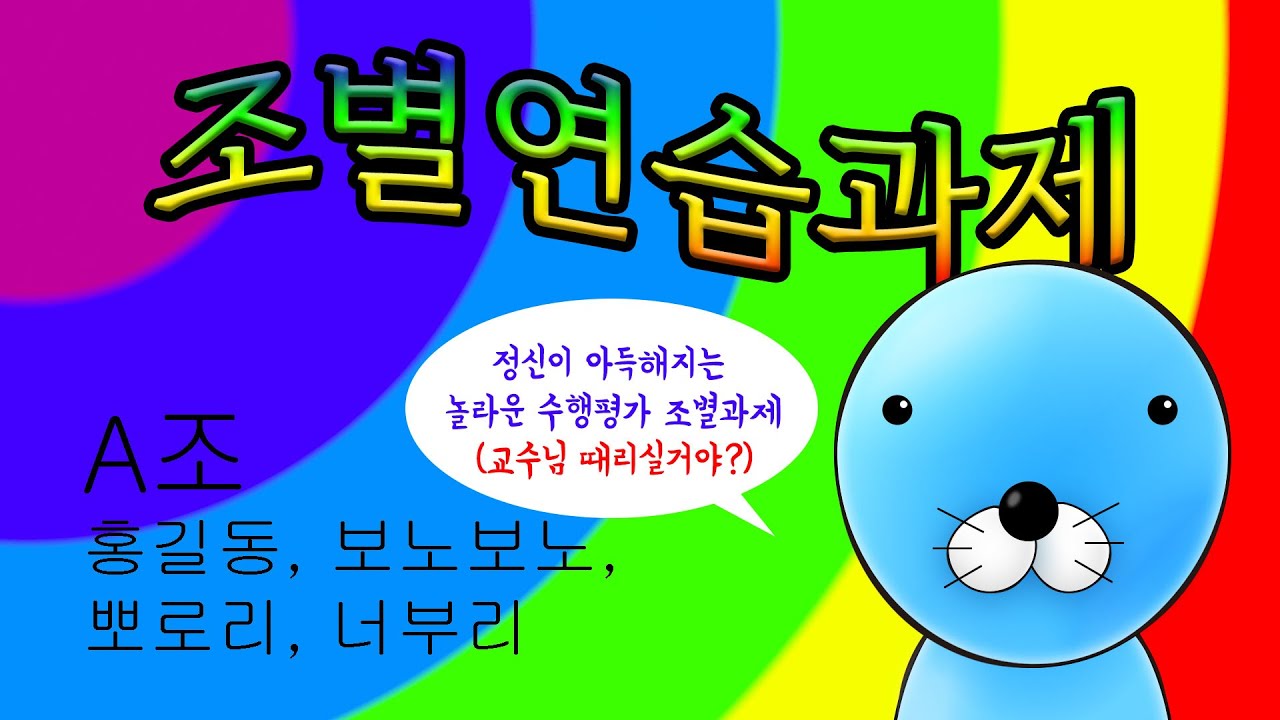 조별연습과제
정신이 아득해지는
놀라운 수행평가 조별과제
(교수님 때리실거야?)
A조
홍길동, 보노보노,
뽀로리, 너부리